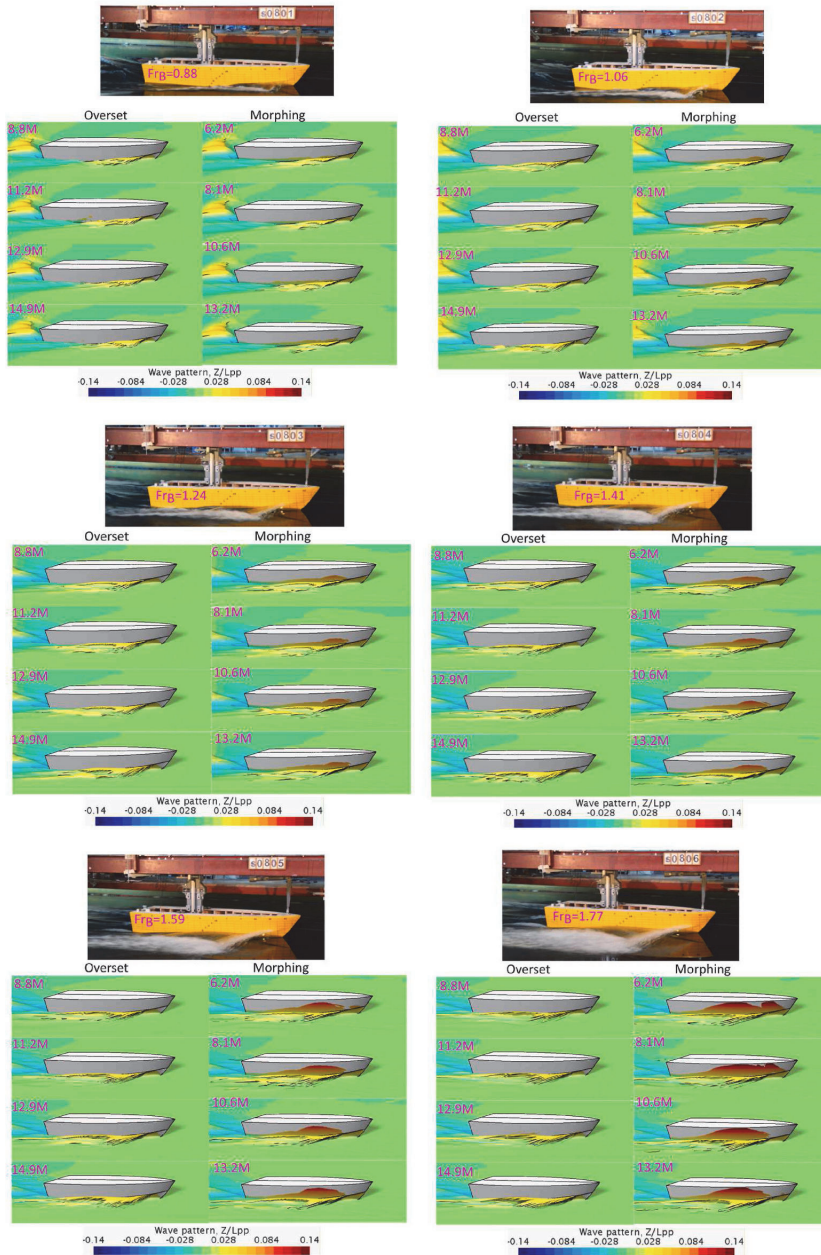 s0801
FrB=0.88
Overset Morphing
8.8M 6.2M
11.2M 8.1M
12.9M 10.6M
14.9M 13.2M
Wave pattern, Z/Lpp
-0.14 -0.084 -0.028 0.028 0.084 0.14
s0802
FrB=1.06
Overset Morphing
8.8M 6.2M
11.2M 8.1M
12.9M 10.6M
14.9M 13.2M
Wave pattern, Z/Lpp
-0.14 -0.084 -0.028 0.028 0.084 0.14
s0803
FrB=1.24
Overset Morphing
8.8M 6.2M
11.2M 8.1M
12.9M 10.6M
14.9M 13.2M
Wave pattern, Z/Lpp
-0.14 -0.084 -0.028 0.028 0.084 0.14
s0804
FrB=1.41
Overset Morphing
8.8M 6.2M
11.2M 8.1M
12.9M 10.6M
14.9M 13.2M
Wave pattern, Z/Lpp
-0.14 -0.084 -0.028 0.028 0.084 0.14
s0805
FrB=1.59
Overset Morphing
8.8M 6.2M
11.2M 8.1M
12.9M 10.6M
14.9M 13.2M
Wave pattern, Z/Lpp
-0.14 -0.084 -0.028 0.028 0.084 0.14
s0806
FrB=1.77
Overset Morphing
8.8M 6.2M
11.2M 8.1M
12.9M 10.6M
14.9M 13.2M
Wave pattern, Z/Lpp
-0.14 -0.084 -0.028 0.028 0.084 0.14